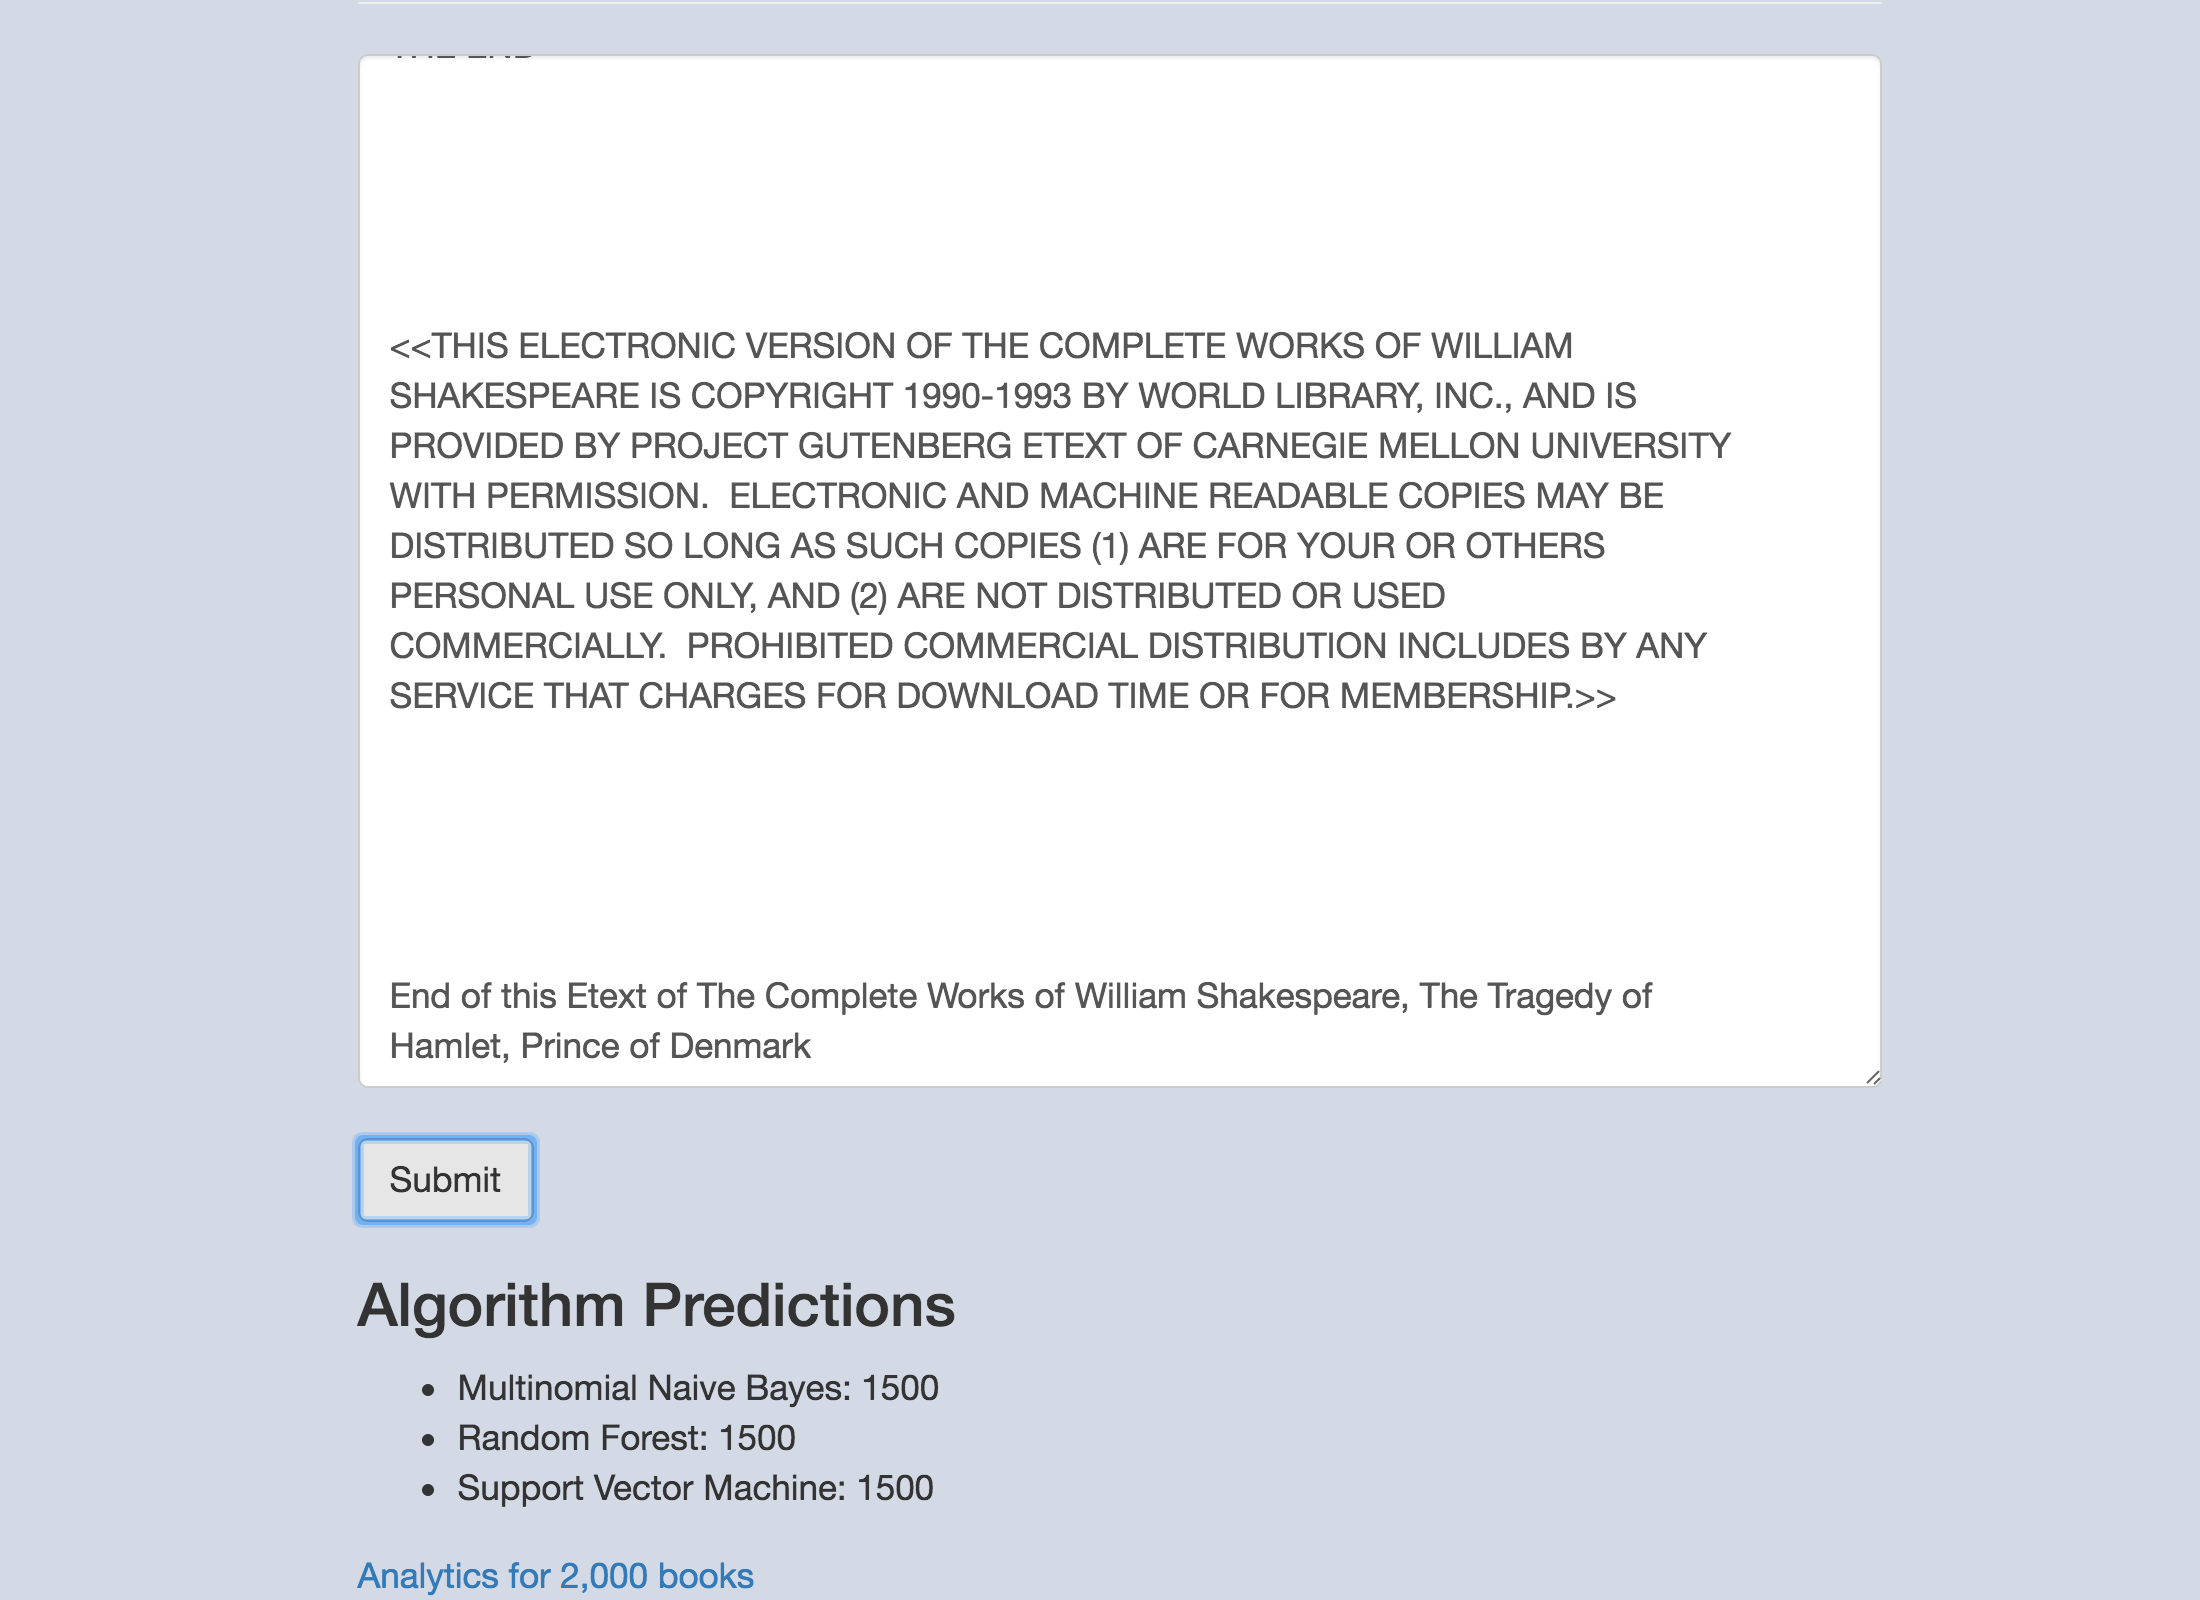 THE END
<<THIS ELECTRONIC VERSION OF THE COMPLETE WORKS OF WILLIAM
SHAKESPEARE IS COPYRIGHT 1990-1993 BY WORLD LIBRARY, INC., AND IS
PROVIDED BY PROJECT GUTENBERG ETEXT OF CARNEGIE MELLON UNIVERSITY
WITH PERMISSION.  ELECTRONIC AND MACHINE READABLE COPIES MAY BE
DISTRIBUTED SO LONG AS SUCH COPIES (1) ARE FOR YOUR OR OTHERS
PERSONAL USE ONLY, AND (2) ARE NOT DISTRIBUTED OR USED
COMMERCIALLY.  PROHIBITED COMMERCIAL DISTRIBUTION INCLUDES BY ANY
SERVICE THAT CHARGES FOR DOWNLOAD TIME OR FOR MEMBERSHIP.>>
End of this Etext of The Complete Works of William Shakespeare, The Tragedy of
Hamlet, Prince of Denmark
Submit
Algorithm Predictions
• Multinomial Naive Bayes: 1500
• Random Forest: 1500
• Support Vector Machine: 1500
Analytics for 2,000 books